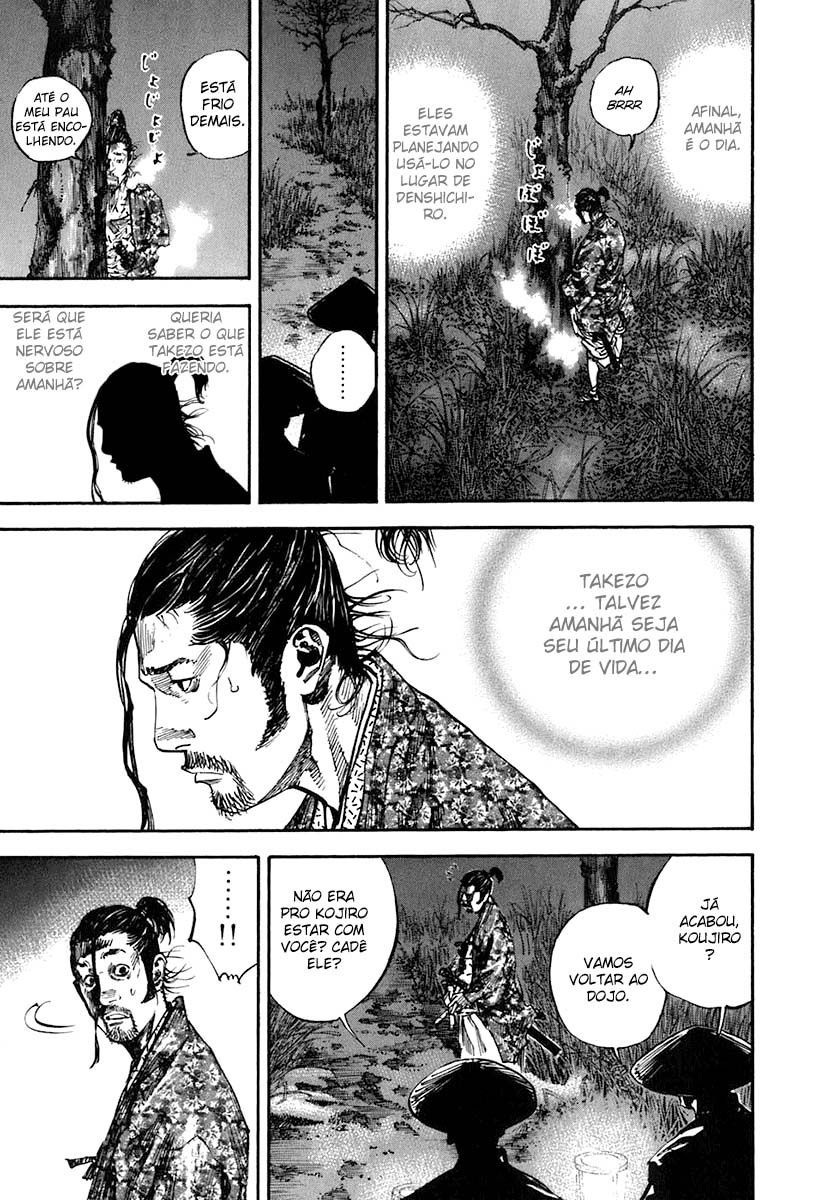 AFINAL,
AMANHÃ
É O DIA.
AH
BRRR
ELES
ESTAVAM
PLANEJANDO
USÁ-LO NO
LUGAR DE
DENSHICHI-
RO.
じょぼぼぼ
......
ESTÁ
FRIO
DEMAIS.
ATÉ O
MEU PAU
ESTÁ ENCO-
LHENDO.
じょじょじょ
QUERIA
SABER O QUE
TAKEZO ESTÁ
FAZENDO.
SERÁ QUE
ELE ESTÁ
NERVOSO
SOBRE
AMANHÃ?
TAKEZO
... TALVEZ
AMANHÃ SEJA
SEU ÚLTIMO DIA
DE VIDA...
JÁ
ACABOU,
KOUJIRO
?
VAMOS
VOLTAR AO
DOJO.
NÃO ERA
PRO KOJIRO
ESTAR COM
VOCÊ? CADÊ
ELE?
......!!